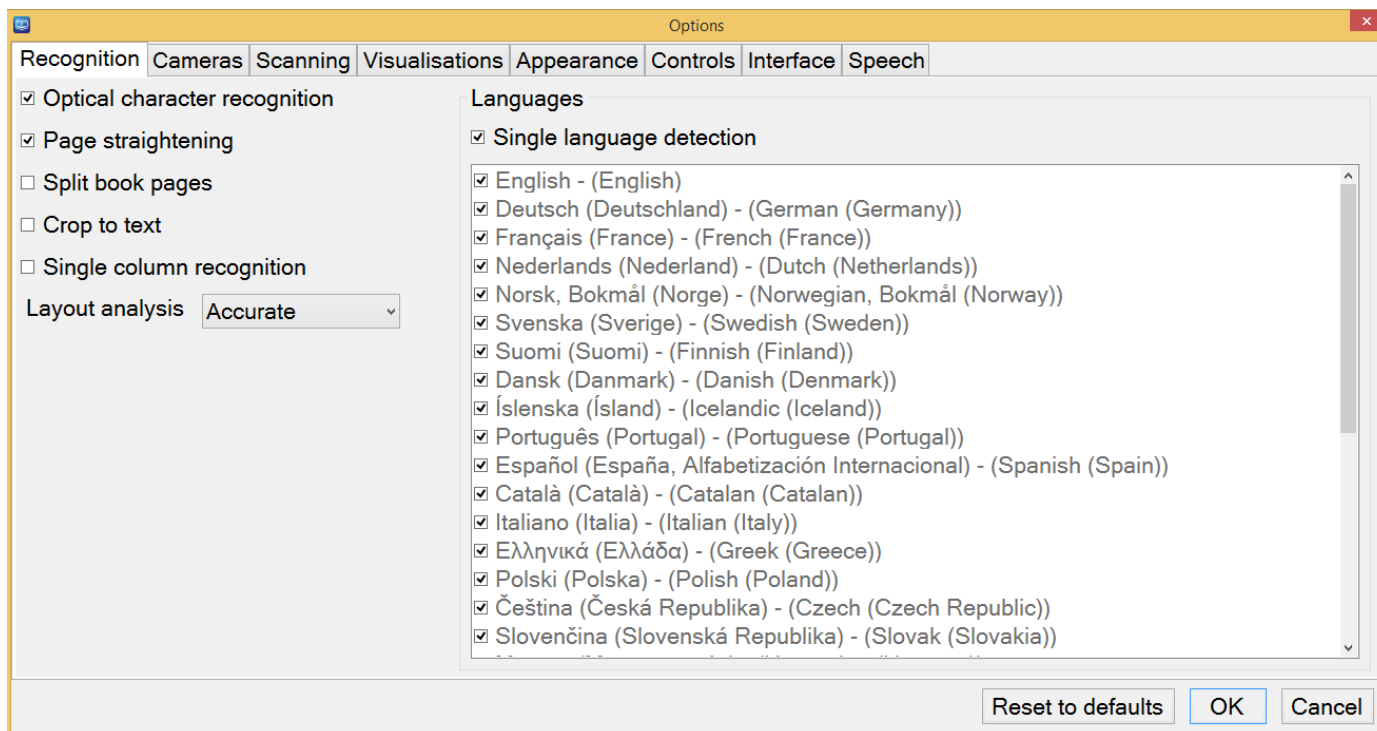 Options
Recognition Cameras Scanning Visualisations Appearance Controls Interface Speech
Optical character recognition
Page straightening
Split book pages
Crop to text
Single column recognition
Layout analysis Accurate
Languages
Single language detection
English - (English)
Deutsch (Deutschland) - (German (Germany))
Français (France) - (French (France))
Nederlands (Nederland) - (Dutch (Netherlands))
Norsk, Bokmål (Norge) - (Norwegian, Bokmål (Norway))
Svenska (Sverige) - (Swedish (Sweden))
Suomi (Suomi) - (Finnish (Finland))
Dansk (Danmark) - (Danish (Denmark))
Íslenska (Ísland) - (Icelandic (Iceland))
Português (Portugal) - (Portuguese (Portugal))
Español (España, Alfabetización Internacional) - (Spanish (Spain))
Català (Català) - (Catalan (Catalan))
Italiano (Italia) - (Italian (Italy))
Ελληνικά (Ελλάδα) - (Greek (Greece))
Polski (Polska) - (Polish (Poland))
Čeština (Česká Republika) - (Czech (Czech Republic))
Slovenčina (Slovenská Republika) - (Slovak (Slovakia))
Reset to defaults OK Cancel